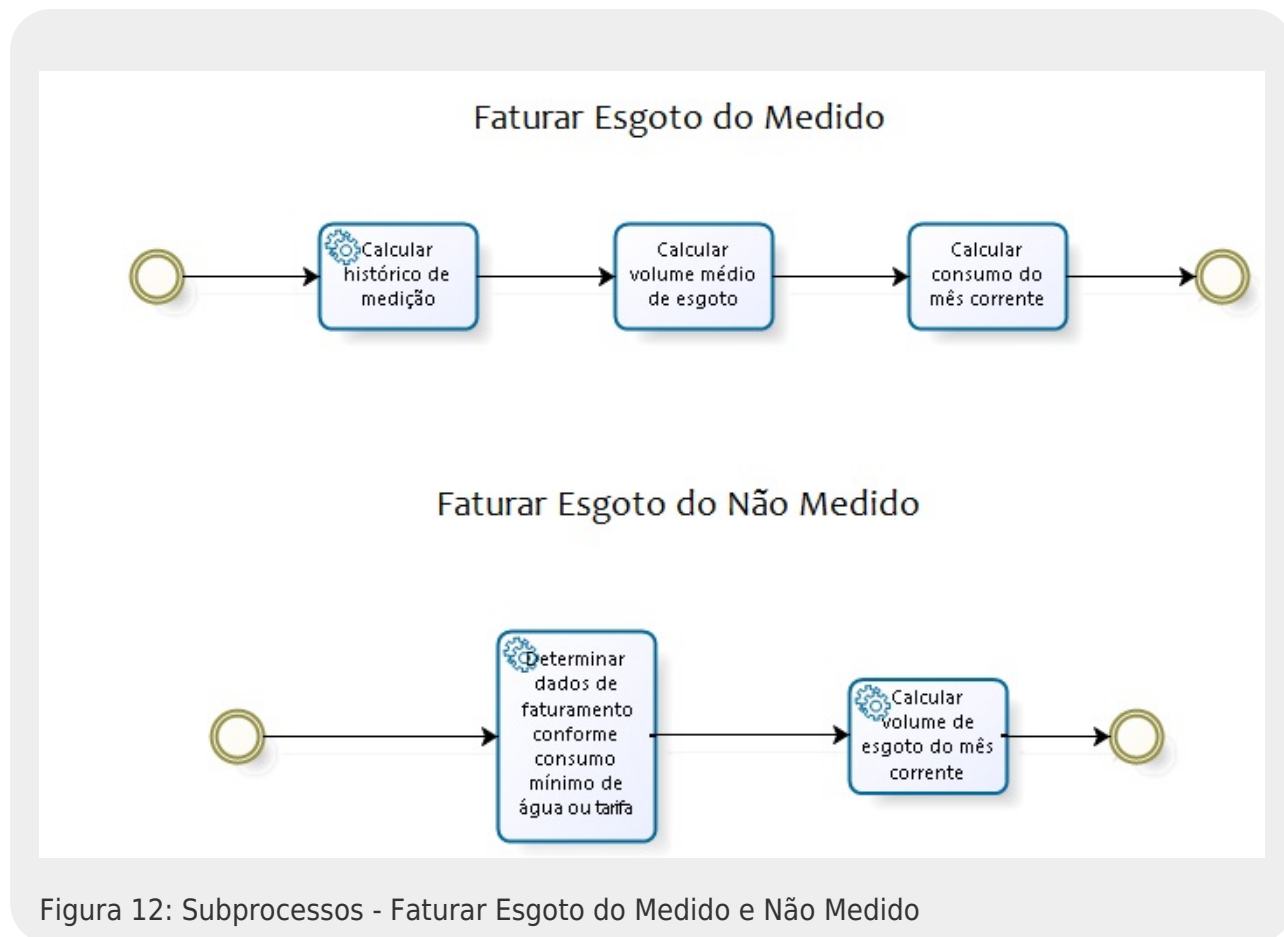 Faturar Esgoto do Medido
Calcular
histórico de
medição
Calcular
volume médio
de esgoto
Calcular
consumo do
mês corrente
Faturar Esgoto do Não Medido
Determinar
dados de
faturamento
conforme
consumo
mínimo de
água ou tarifa
Calcular
volume de
esgoto do mês
corrente
Figura 12: Subprocessos - Faturar Esgoto do Medido e Não Medido